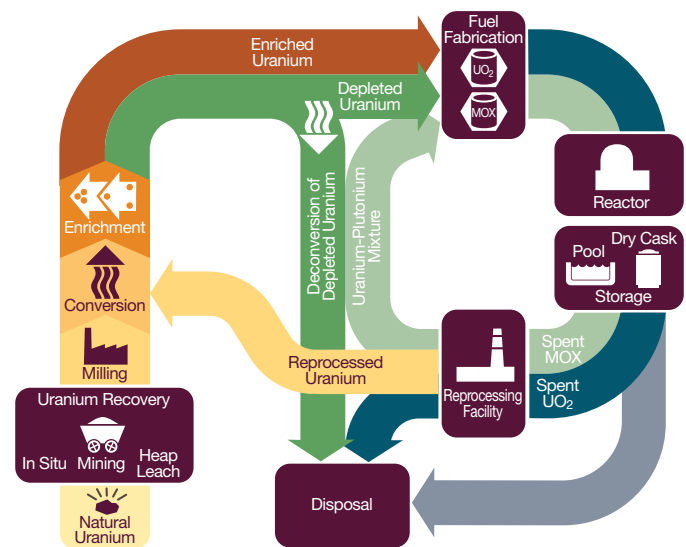 Fuel
Fabrication
UO₂
MOX
Enriched
Uranium
Depleted
Uranium
Reactor
Enrichment
Deconversion of
Depleted Uranium
Uranium-Plutonium
Mixture
Pool
Dry Cask
Storage
Conversion
Milling
Reprocessed
Uranium
Reprocessing
Facility
Spent
MOX
Spent
UO₂
Uranium Recovery
In Situ
Mining
Heap
Leach
Natural
Uranium
Disposal